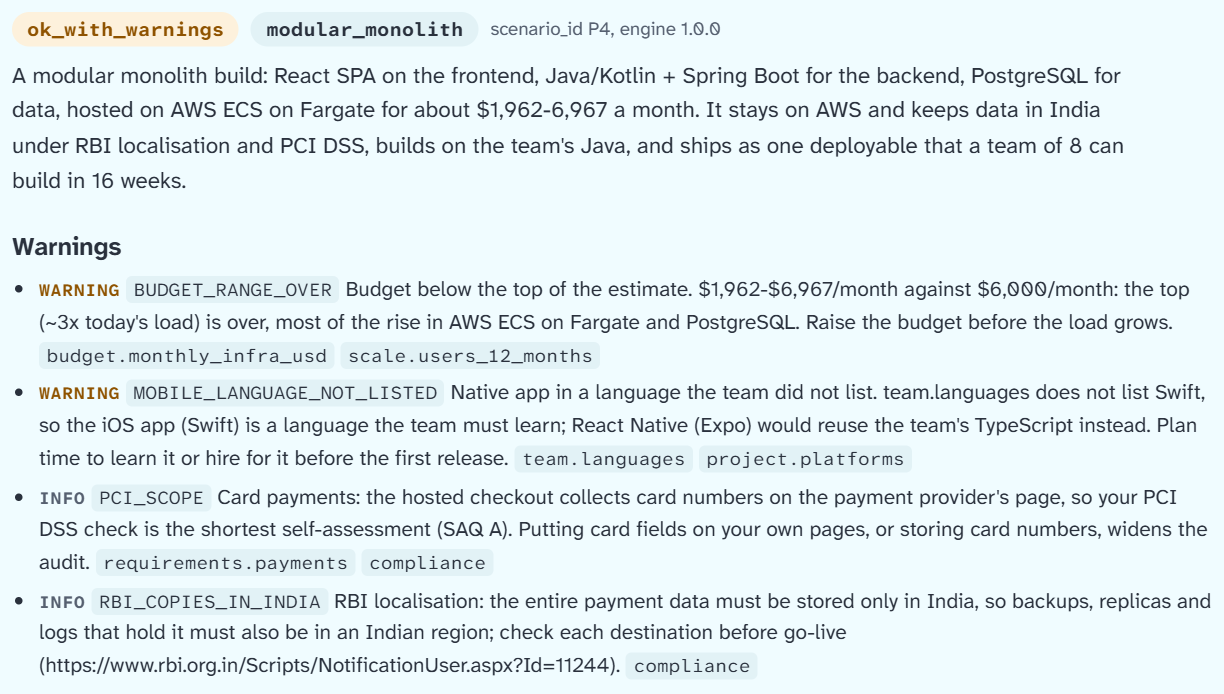 ok_with_warnings modular_monolith scenario_id P4, engine 1.0.0
A modular monolith build: React SPA on the frontend, Java/Kotlin + Spring Boot for the backend, PostgreSQL for
data, hosted on AWS ECS on Fargate for about $1,962-6,967 a month. It stays on AWS and keeps data in India
under RBI localisation and PCI DSS, builds on the team's Java, and ships as one deployable that a team of 8 can
build in 16 weeks.
Warnings
• WARNING BUDGET_RANGE_OVER Budget below the top of the estimate. $1,962-$6,967/month against $6,000/month: the top
(~3x today's load) is over, most of the rise in AWS ECS on Fargate and PostgreSQL. Raise the budget before the load grows.
budget.monthly_infra_usd scale.users_12_months
• WARNING MOBILE_LANGUAGE_NOT_LISTED Native app in a language the team did not list. team.languages does not list Swift,
so the iOS app (Swift) is a language the team must learn; React Native (Expo) would reuse the team's TypeScript instead. Plan
time to learn it or hire for it before the first release. team.languages project.platforms
• INFO PCI_SCOPE Card payments: the hosted checkout collects card numbers on the payment provider's page, so your PCI
DSS check is the shortest self-assessment (SAQ A). Putting card fields on your own pages, or storing card numbers, widens the
audit. requirements.payments compliance
• INFO RBI_COPIES_IN_INDIA RBI localisation: the entire payment data must be stored only in India, so backups, replicas and
logs that hold it must also be in an Indian region; check each destination before go-live
(https://www.rbi.org.in/Scripts/NotificationUser.aspx?Id=11244). compliance